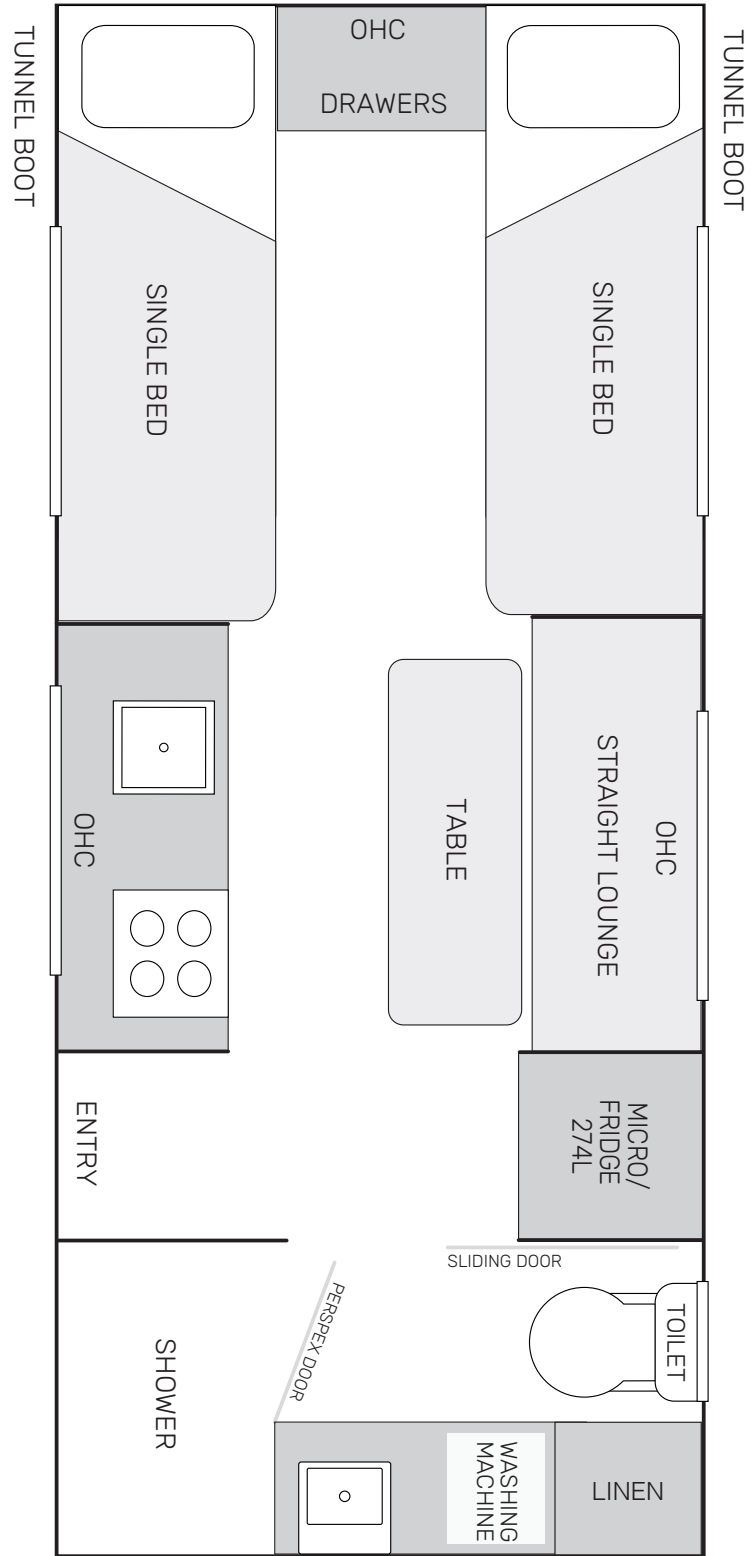 TUNNEL BOOT
OHC
DRAWERS
TUNNEL BOOT
SINGLE BED
SINGLE BED
OHC
TABLE
STRAIGHT LOUNGE
OHC
ENTRY
MICRO/
FRIDGE
274L
SLIDING DOOR
PERSPEX DOOR
TOILET
SHOWER
WASHING
MACHINE
LINEN